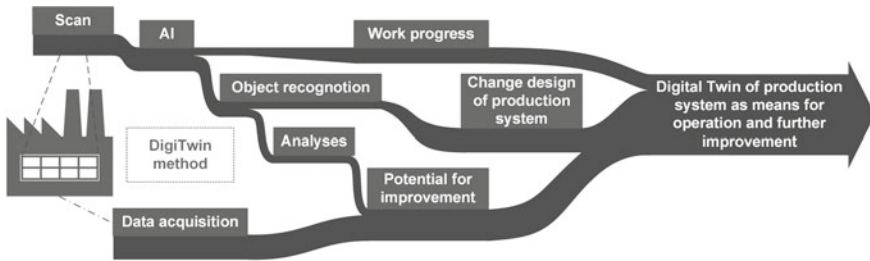 Scan
AI
Work progress
Object recognotion
Change design
of production
system
Digital Twin of production
system as means for
operation and further
improvement
DigiTwin
method
Analyses
Potential for
improvement
Data acquisition